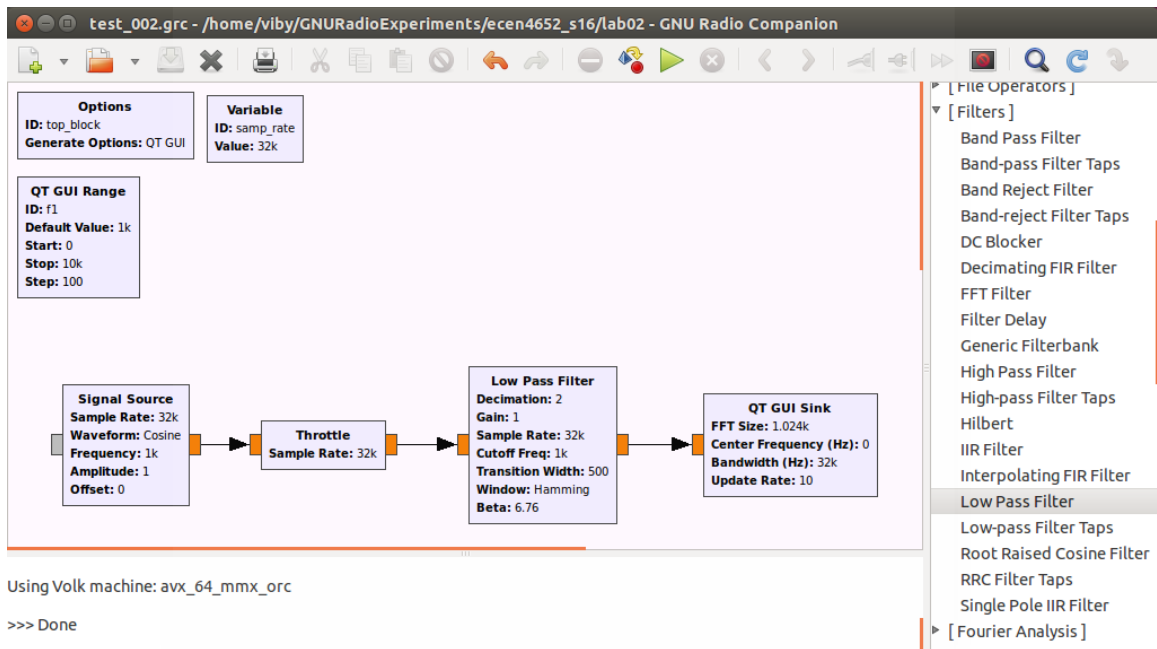 test_002.grc - /home/viby/GNURadioExperiments/ecen4652_s16/lab02 - GNU Radio Companion
Options
ID: top_block
Generate Options: QT GUI
Variable
ID: samp_rate
Value: 32k
QT GUI Range
ID: f1
Default Value: 1k
Start: 0
Stop: 10k
Step: 100
Signal Source
Sample Rate: 32k
Waveform: Cosine
Frequency: 1k
Amplitude: 1
Offset: 0
Throttle
Sample Rate: 32k
Low Pass Filter
Decimation: 2
Gain: 1
Sample Rate: 32k
Cutoff Freq: 1k
Transition Width: 500
Window: Hamming
Beta: 6.76
QT GUI Sink
FFT Size: 1.024k
Center Frequency (Hz): 0
Bandwidth (Hz): 32k
Update Rate: 10
[ File Operators ]
[ Filters ]
Band Pass Filter
Band-pass Filter Taps
Band Reject Filter
Band-reject Filter Taps
DC Blocker
Decimating FIR Filter
FFT Filter
Filter Delay
Generic Filterbank
High Pass Filter
High-pass Filter Taps
Hilbert
IIR Filter
Interpolating FIR Filter
Low Pass Filter
Low-pass Filter Taps
Root Raised Cosine Filter
RRC Filter Taps
Single Pole IIR Filter
[ Fourier Analysis ]
Using Volk machine: avx_64_mmx_orc
>>> Done